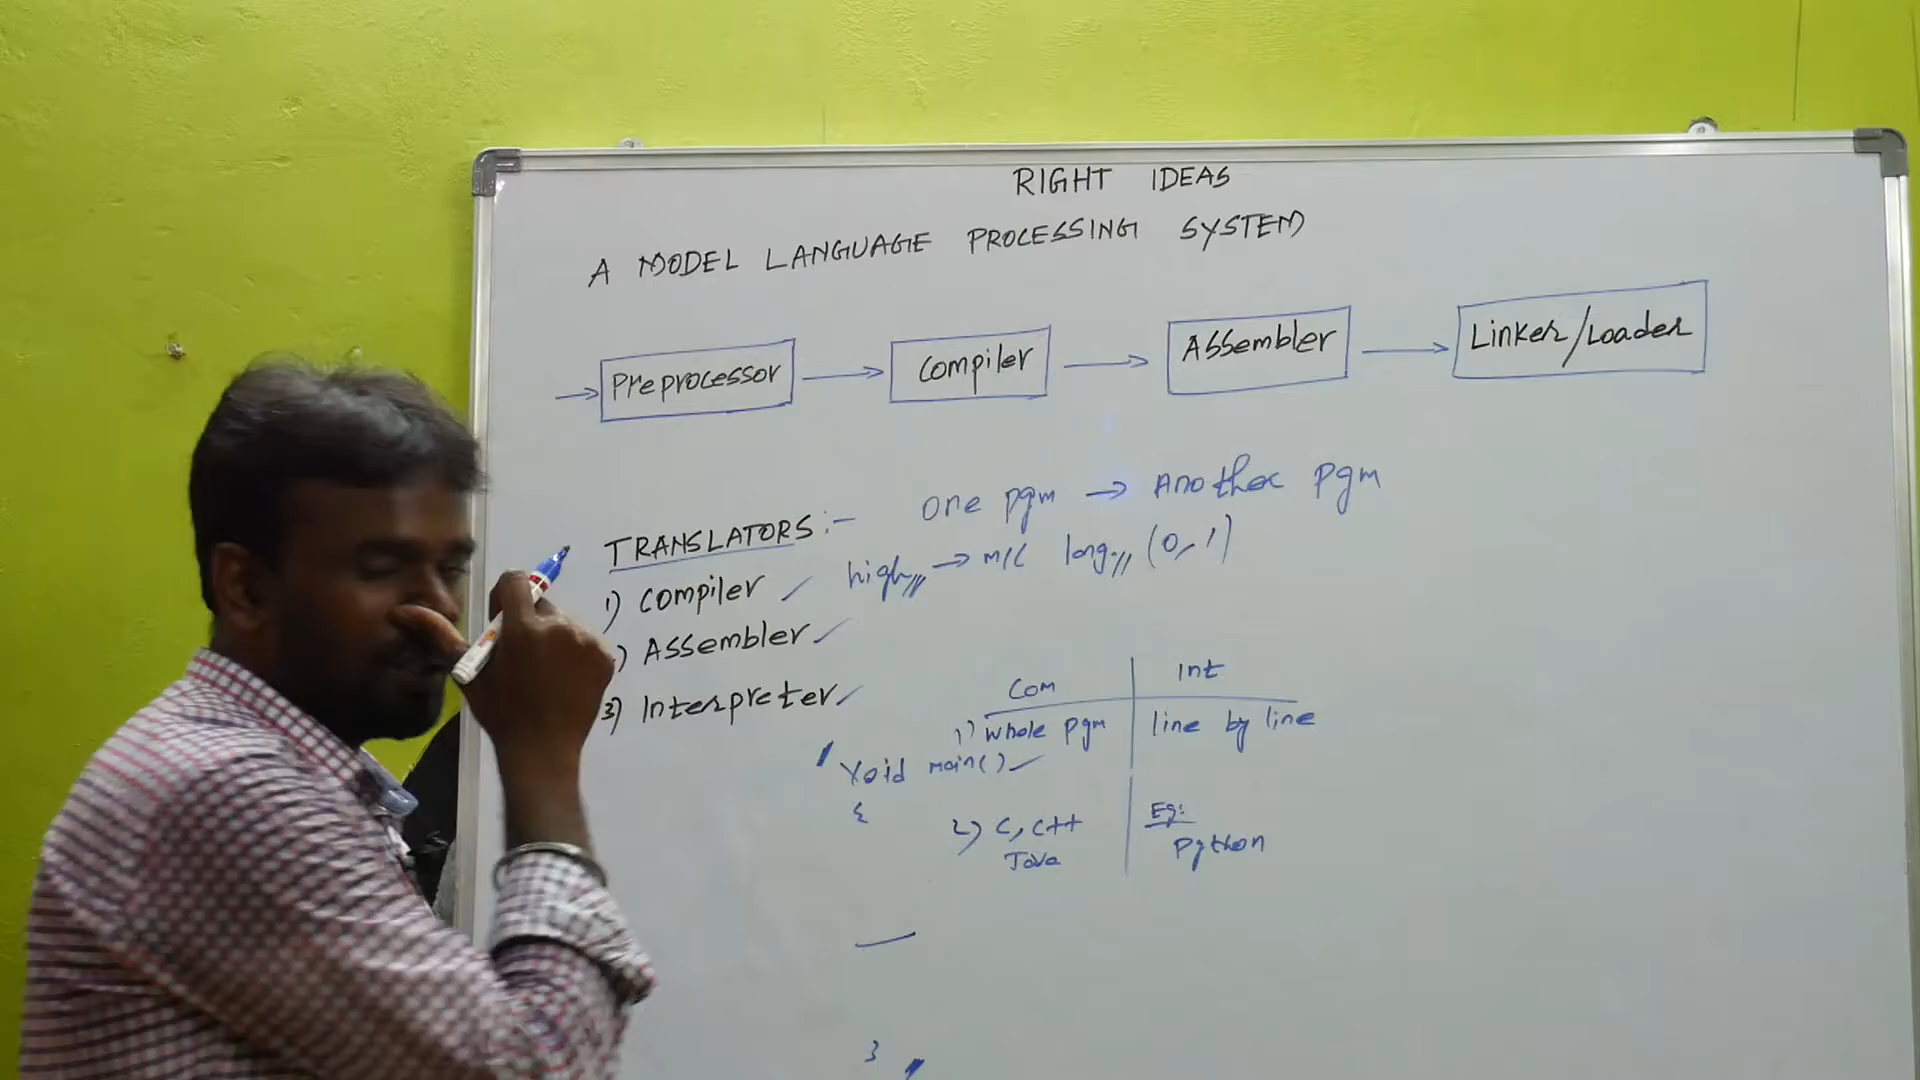 RIGHT IDEAS
A MODEL LANGUAGE PROCESSING SYSTEM
Preprocessor → Compiler → Assembler → Linker/Loader
TRANSLATORS :- one pgm → Another pgm
1) Compiler ✓ high,, → m/c lang,, (0, 1)
) Assembler ✓
3) Interpreter ✓
Com | Int
1) whole pgm | line by line
Void main() ✓
{
2) C, C++ | Eg:
Java | Python
}